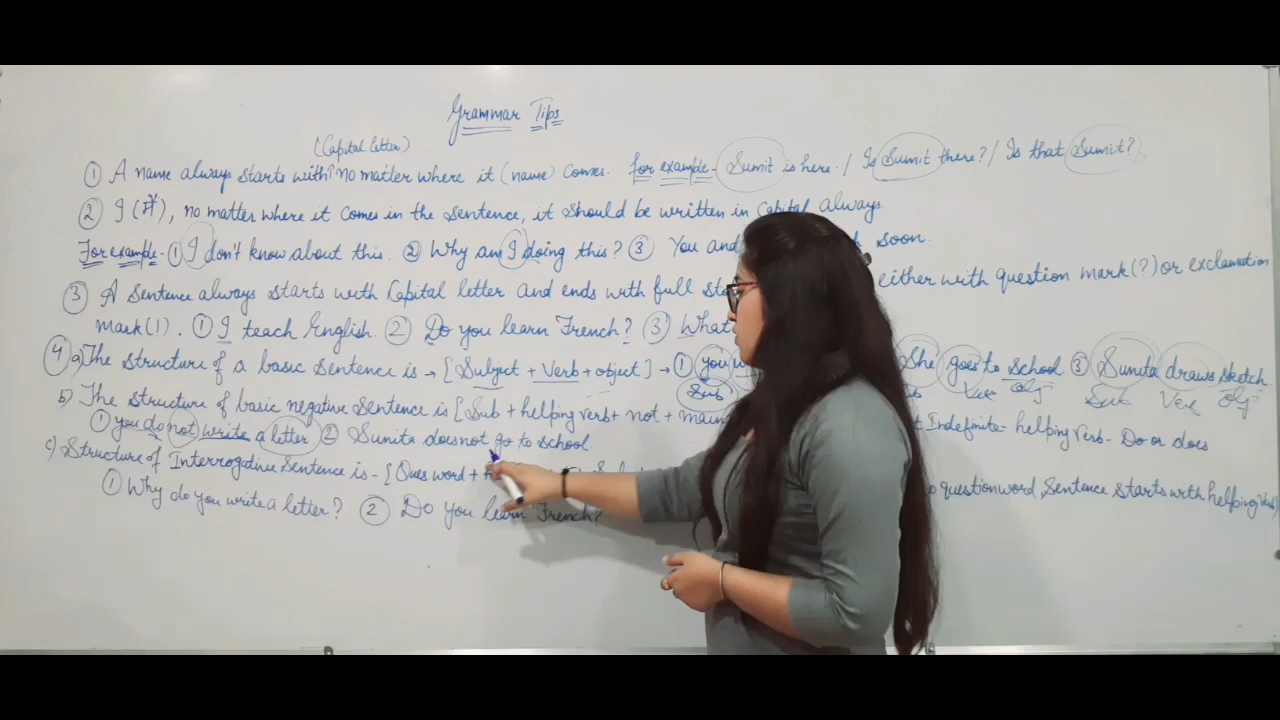 Grammar Tips
(Capital letter)
① A name always starts with↑ no matter where it (name) comes. For example- Sumit is here. / Is Sumit there? / Is that Sumit?
② I (मैं), no matter where it comes in the sentence, it should be written in Capital always.
For example- ① I don't know about this. ② Why am I doing this? ③ You and soon.
③ A Sentence always starts with Capital letter and ends with full either with question mark(?) or exclamation
mark(!). ① I teach English. ② Do you learn French? ③ What
④ a) The structure of a basic sentence is → [Subject + Verb + object] → ① you She goes to school ③ Sunita draws sketch
Sub Verb Obj Sub Verb Obj
b) The structure of basic negative sentence is [Sub + helping verb + not + main Indefinite- helping verb- Do or does
① you do not write a letter ② Sunita does not go to school
c) Structure of Interrogative Sentence is - [Ques word + question word, Sentence starts with helping verb
① Why do you write a letter? ② Do you learn French?